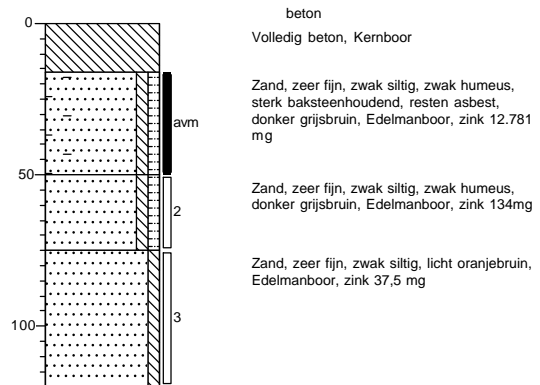 beton
0
Volledig beton, Kernboor
Zand, zeer fijn, zwak siltig, zwak humeus,
sterk baksteenhoudend, resten asbest,
donker grijsbruin, Edelmanboor, zink 12.781
mg
avm
50
Zand, zeer fijn, zwak siltig, zwak humeus,
donker grijsbruin, Edelmanboor, zink 134mg
2
Zand, zeer fijn, zwak siltig, licht oranjebruin,
Edelmanboor, zink 37,5 mg
3
100